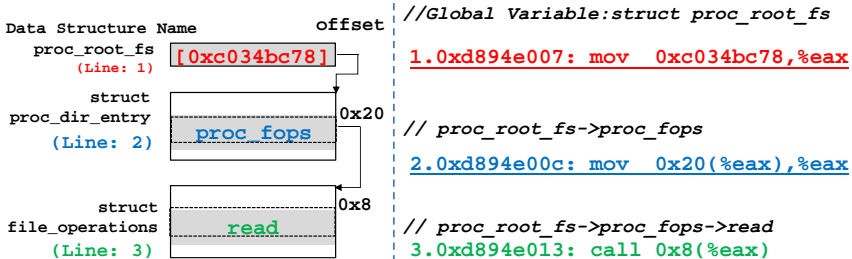 Data Structure Name
offset
proc_root_fs
(Line: 1)
[0xc034bc78]
struct
proc_dir_entry
(Line: 2)
0x20
proc_fops
struct
file_operations
(Line: 3)
0x8
read
//Global Variable:struct proc_root_fs
1.0xd894e007: mov 0xc034bc78,%eax
// proc_root_fs->proc_fops
2.0xd894e00c: mov 0x20(%eax),%eax
// proc_root_fs->proc_fops->read
3.0xd894e013: call 0x8(%eax)